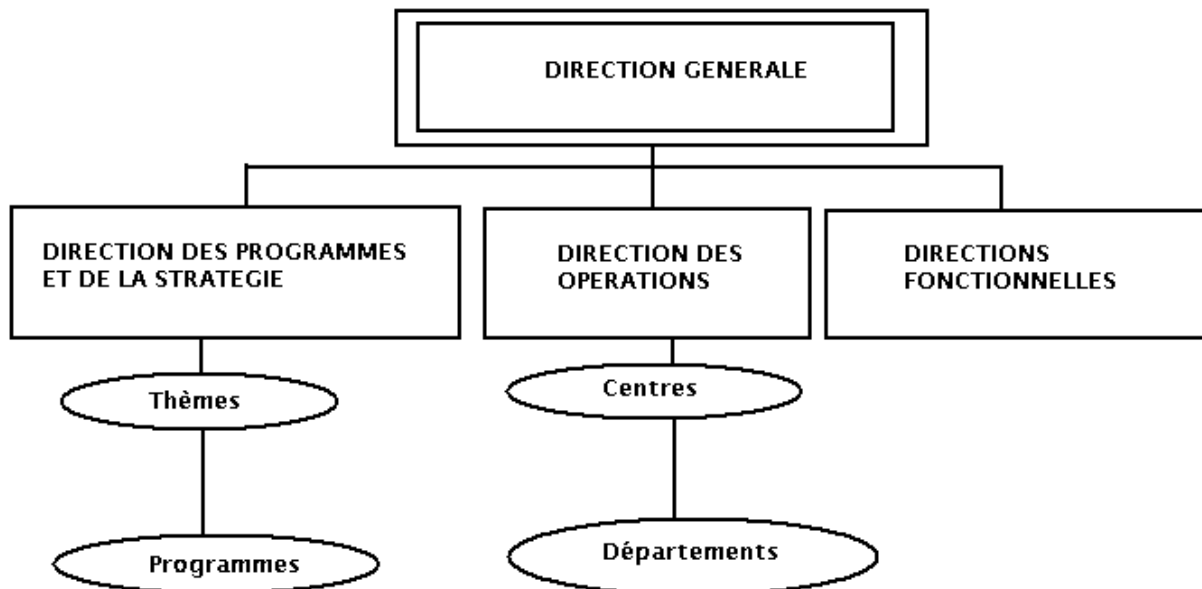 DIRECTION GENERALE
DIRECTION DES PROGRAMMES
ET DE LA STRATEGIE
DIRECTION DES
OPERATIONS
DIRECTIONS
FONCTIONNELLES
Thèmes
Centres
Programmes
Départements